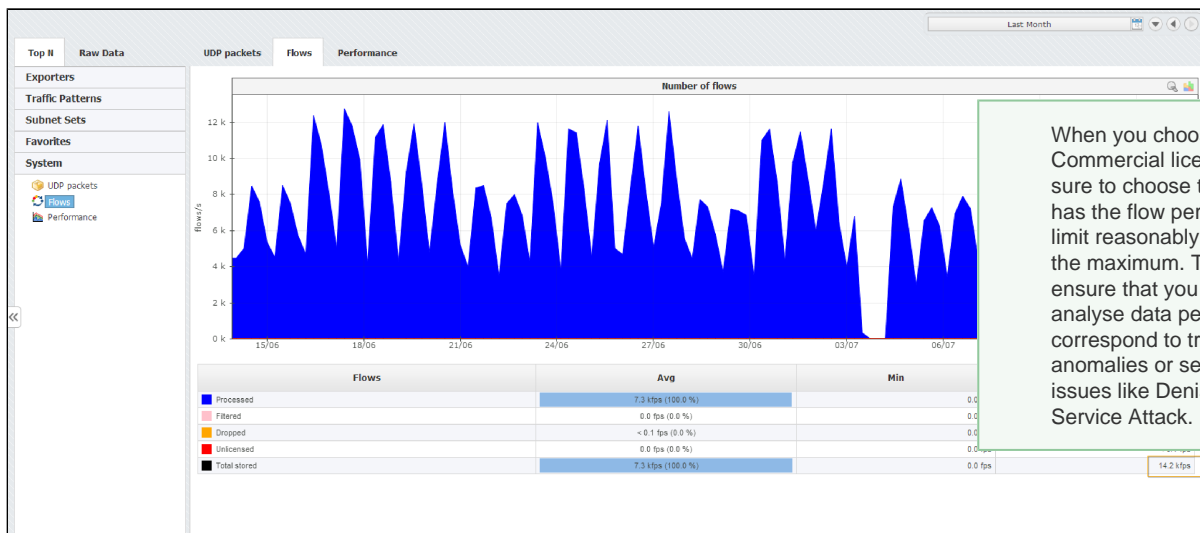 Last Month
Top N
Raw Data
UDP packets
Flows
Performance
Exporters
Traffic Patterns
Subnet Sets
Favorites
System
UDP packets
Flows
Performance
Number of flows
flows/s
12 k
10 k
8 k
6 k
4 k
2 k
0 k
15/06
18/06
21/06
24/06
27/06
30/06
03/07
06/07
When you choo
Commercial lice
sure to choose t
has the flow per
limit reasonably
the maximum. T
ensure that you
analyse data pe
correspond to tr
anomalies or se
issues like Deni
Service Attack.
Flows Avg Min
Processed 7.3 kfps (100.0 %) 0.0
Filtered 0.0 fps (0.0 %) 0.0
Dropped < 0.1 fps (0.0 %) 0.0
Unlicensed 0.0 fps (0.0 %) 0.0
Total stored 7.3 kfps (100.0 %) 0.0 fps 14.2 kfps